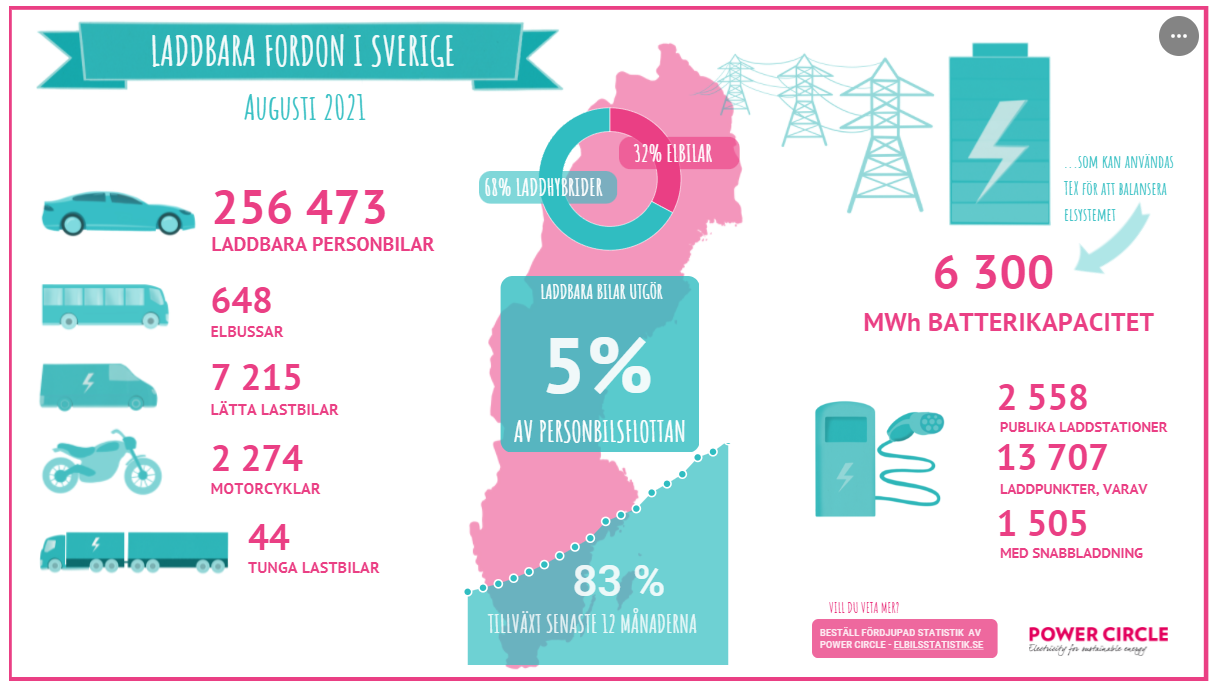 LADDBARA FORDON I SVERIGE
AUGUSTI 2021
256 473
LADDBARA PERSONBILAR
648
ELBUSSAR
7 215
LÄTTA LASTBILAR
2 274
MOTORCYKLAR
44
TUNGA LASTBILAR
32% ELBILAR
68% LADDHYBRIDER
LADDBARA BILAR UTGÖR
5%
AV PERSONBILSFLOTTAN
83 %
TILLVÄXT SENASTE 12 MÅNADERNA
...SOM KAN ANVÄNDAS
TEX FÖR ATT BALANSERA
ELSYSTEMET
6 300
MWh BATTERIKAPACITET
2 558
PUBLIKA LADDSTATIONER
13 707
LADDPUNKTER, VARAV
1 505
MED SNABBLADDNING
VILL DU VETA MER?
BESTÄLL FÖRDJUPAD STATISTIK AV
POWER CIRCLE - ELBILSSTATISTIK.SE
POWER CIRCLE
Electricity for sustainable energy